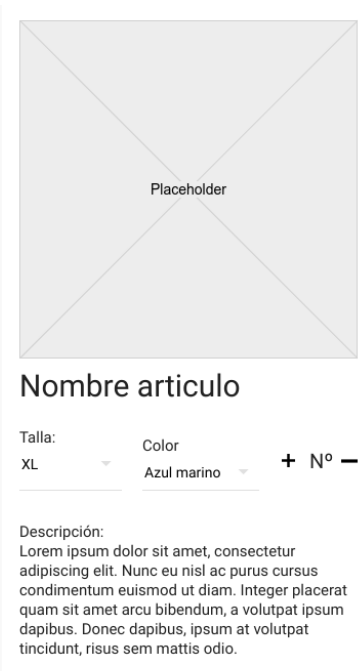 Placeholder
Nombre articulo
Talla:
XL
Color
Azul marino
+ Nº −
Descripción:
Lorem ipsum dolor sit amet, consectetur
adipiscing elit. Nunc eu nisl ac purus cursus
condimentum euismod ut diam. Integer placerat
quam sit amet arcu bibendum, a volutpat ipsum
dapibus. Donec dapibus, ipsum at volutpat
tincidunt, risus sem mattis odio.